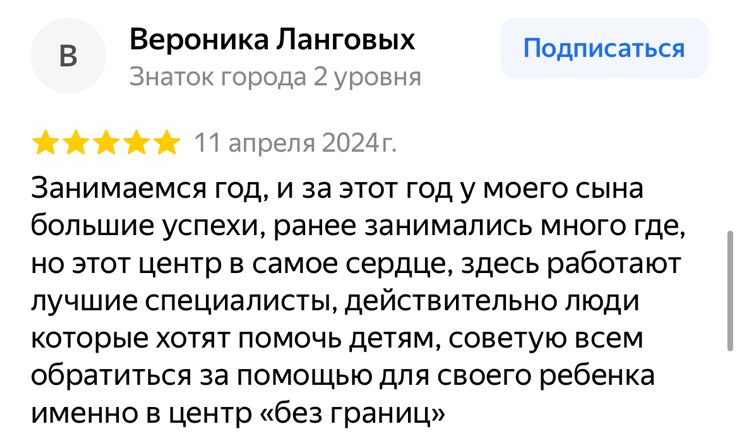 В
Вероника Ланговых
Знаток города 2 уровня
Подписаться
11 апреля 2024 г.
Занимаемся год, и за этот год у моего сына
большие успехи, ранее занимались много где,
но этот центр в самое сердце, здесь работают
лучшие специалисты, действительно люди
которые хотят помочь детям, советую всем
обратиться за помощью для своего ребенка
именно в центр «без границ»